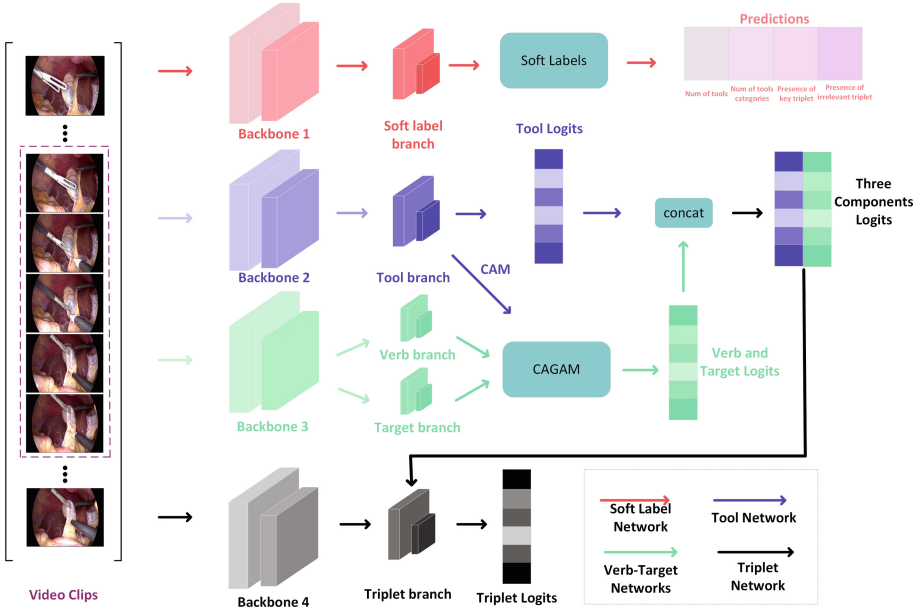 Predictions
Soft Labels
Num of tools
Num of tools
categories
Presence of
key triplet
Presence of
irrelevant triplet
Backbone 1
Soft label
branch
Tool Logits
concat
Three
Components
Logits
Backbone 2
Tool branch
CAM
Verb branch
CAGAM
Verb and
Target Logits
Backbone 3
Target branch
Soft Label
Network
Tool Network
Verb-Target
Networks
Triplet
Network
Video Clips
Backbone 4
Triplet branch
Triplet Logits